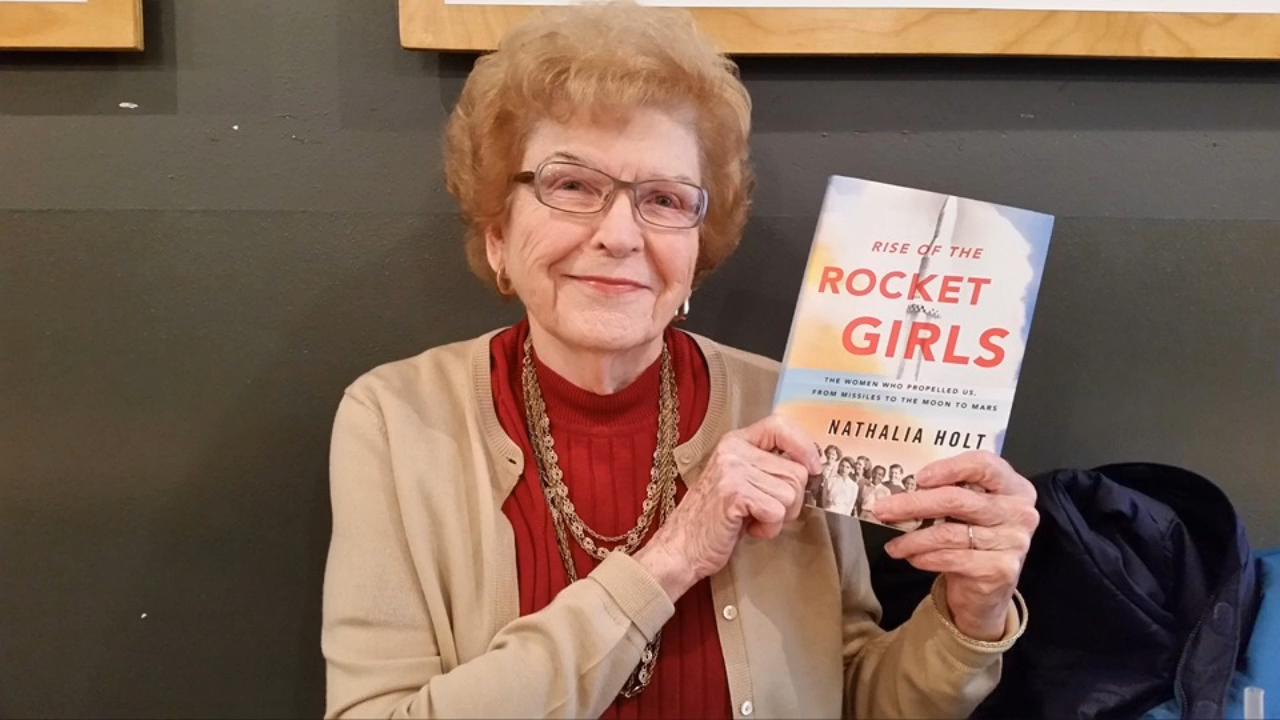 RISE OF THE
ROCKET
GIRLS
THE WOMEN WHO PROPELLED US,
FROM MISSILES TO THE MOON TO MARS
NATHALIA HOLT